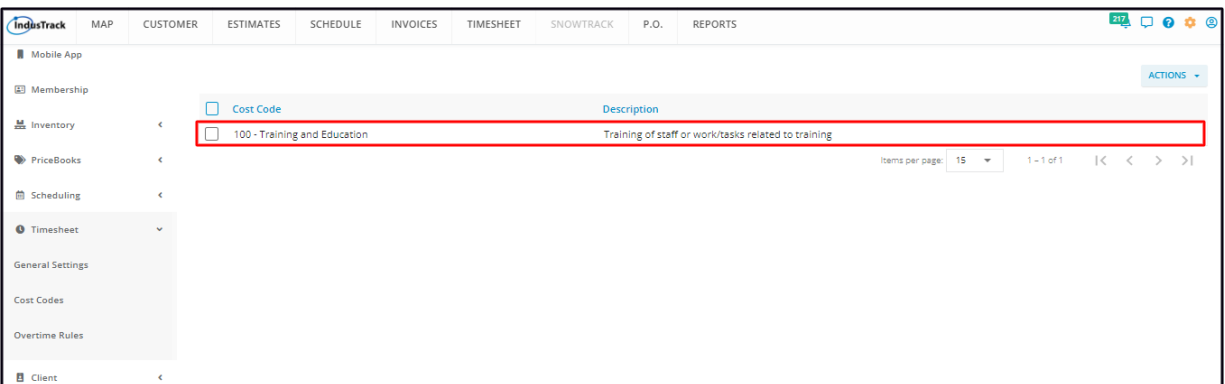 IndusTrack MAP CUSTOMER ESTIMATES SCHEDULE INVOICES TIMESHEET SNOWTRACK P.O. REPORTS 217
Mobile App
ACTIONS
Membership
Cost Code Description
Inventory
100 - Training and Education Training of staff or work/tasks related to training
PriceBooks
Items per page: 15 1 – 1 of 1
Scheduling
Timesheet
General Settings
Cost Codes
Overtime Rules
Client